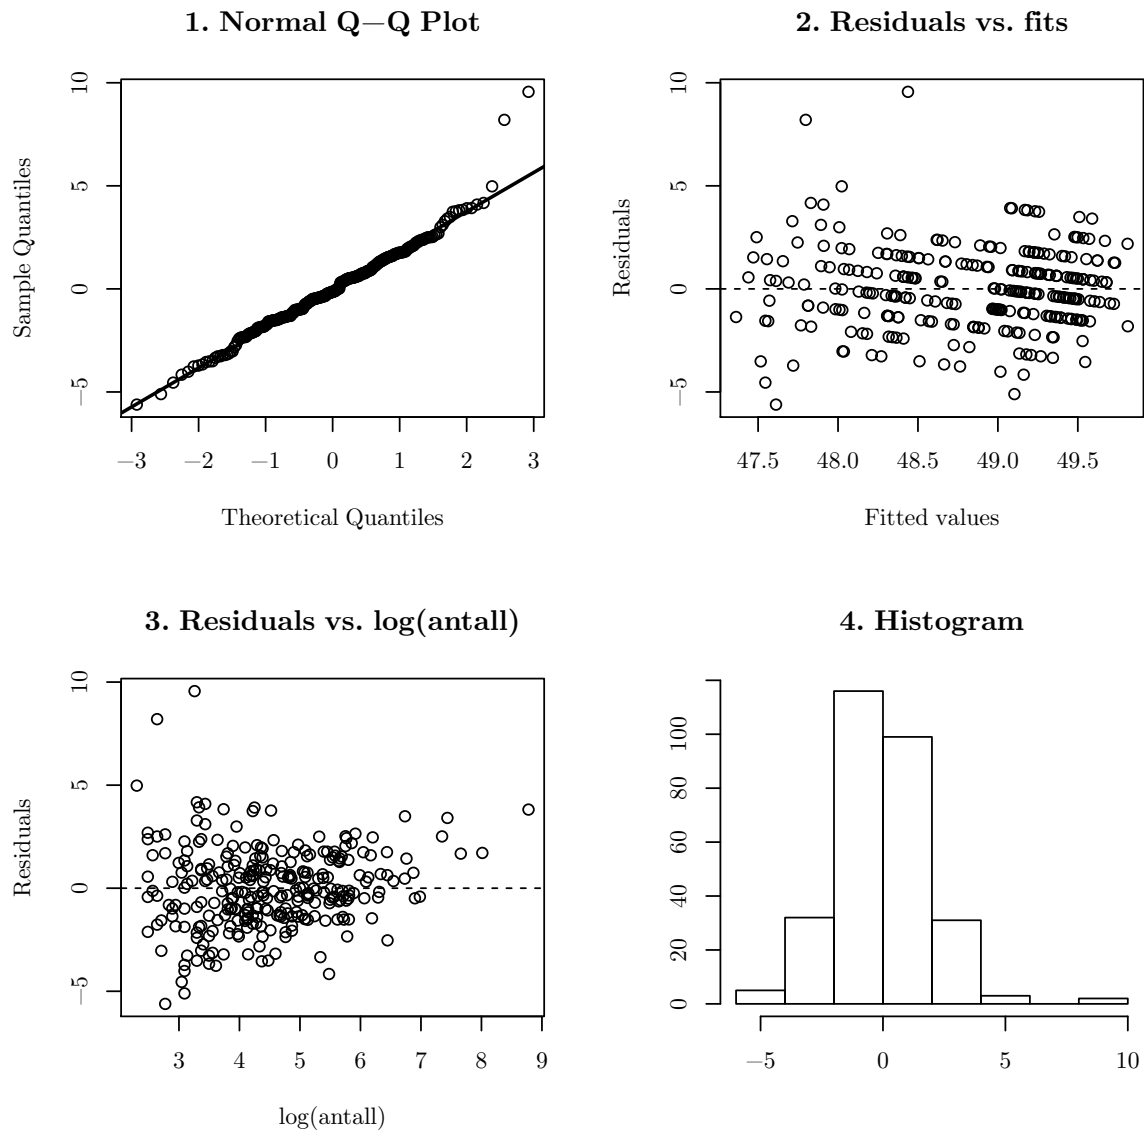 1. Normal Q−Q Plot
10
5
0
−5
Sample Quantiles
−3 −2 −1 0 1 2 3
Theoretical Quantiles
2. Residuals vs. fits
10
5
0
−5
Residuals
47.5 48.0 48.5 49.0 49.5
Fitted values
3. Residuals vs. log(antall)
10
5
0
−5
Residuals
3 4 5 6 7 8 9
log(antall)
4. Histogram
100
80
60
40
20
0
−5 0 5 10